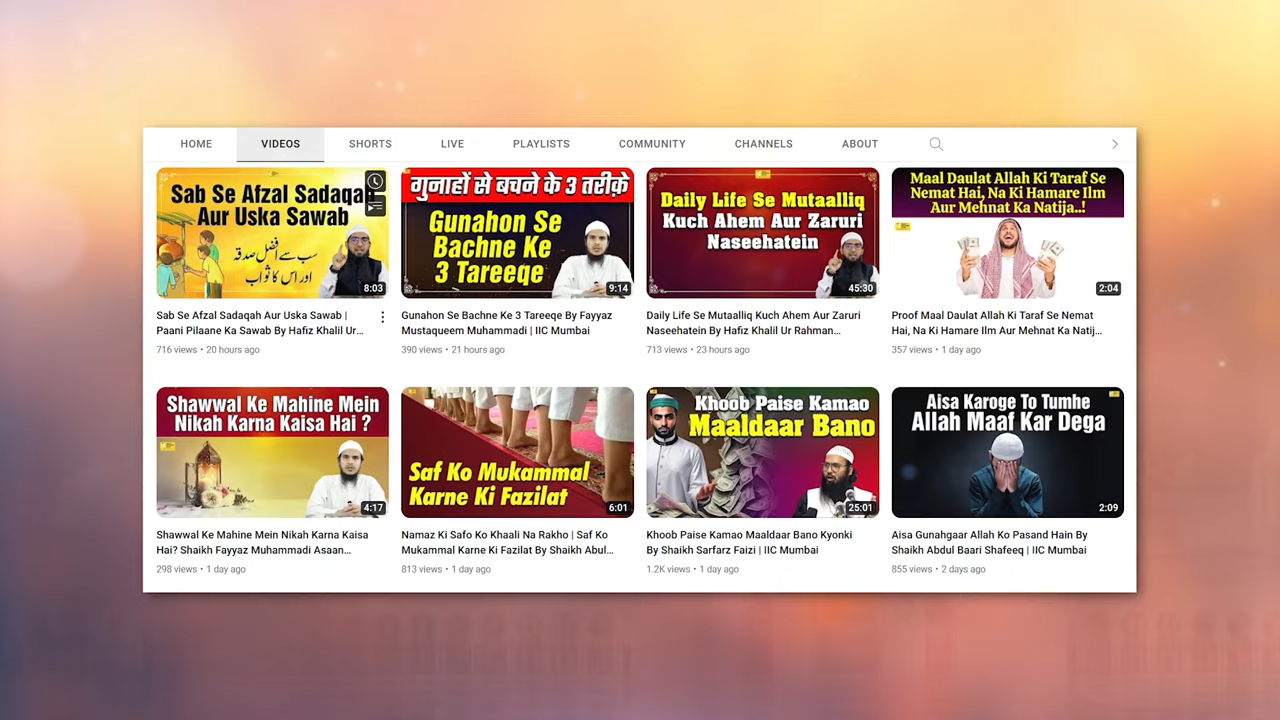 HOME VIDEOS SHORTS LIVE PLAYLISTS COMMUNITY CHANNELS ABOUT
Sab Se Afzal Sadaqah
Aur Uska Sawab
سب سے افضل صدقہ
اور اس کا ثواب
8:03
Sab Se Afzal Sadaqah Aur Uska Sawab |
Paani Pilaane Ka Sawab By Hafiz Khalil Ur...
716 views • 20 hours ago
गुनाहों से बचने के 3 तरीक़े
Gunahon Se
Bachne Ke
3 Tareeqe
9:14
Gunahon Se Bachne Ke 3 Tareeqe By Fayyaz
Mustaqueem Muhammadi | IIC Mumbai
390 views • 21 hours ago
Daily Life Se Mutaalliq
Kuch Ahem Aur Zaruri
Naseehatein
45:30
Daily Life Se Mutaalliq Kuch Ahem Aur Zaruri
Naseehatein By Hafiz Khalil Ur Rahman...
713 views • 23 hours ago
Maal Daulat Allah Ki Taraf Se
Nemat Hai, Na Ki Hamare Ilm
Aur Mehnat Ka Natija..!
2:04
Proof Maal Daulat Allah Ki Taraf Se Nemat
Hai, Na Ki Hamare Ilm Aur Mehnat Ka Natij...
357 views • 1 day ago
Shawwal Ke Mahine Mein
Nikah Karna Kaisa Hai ?
4:17
Shawwal Ke Mahine Mein Nikah Karna Kaisa
Hai? Shaikh Fayyaz Muhammadi Asaan...
298 views • 1 day ago
Saf Ko Mukammal
Karne Ki Fazilat
6:01
Namaz Ki Safo Ko Khaali Na Rakho | Saf Ko
Mukammal Karne Ki Fazilat By Shaikh Abul...
813 views • 1 day ago
Khoob Paise Kamao
Maaldaar Bano
25:01
Khoob Paise Kamao Maaldaar Bano Kyonki
By Shaikh Sarfarz Faizi | IIC Mumbai
1.2K views • 1 day ago
Aisa Karoge To Tumhe
Allah Maaf Kar Dega
2:09
Aisa Gunahgaar Allah Ko Pasand Hain By
Shaikh Abdul Baari Shafeeq | IIC Mumbai
855 views • 2 days ago